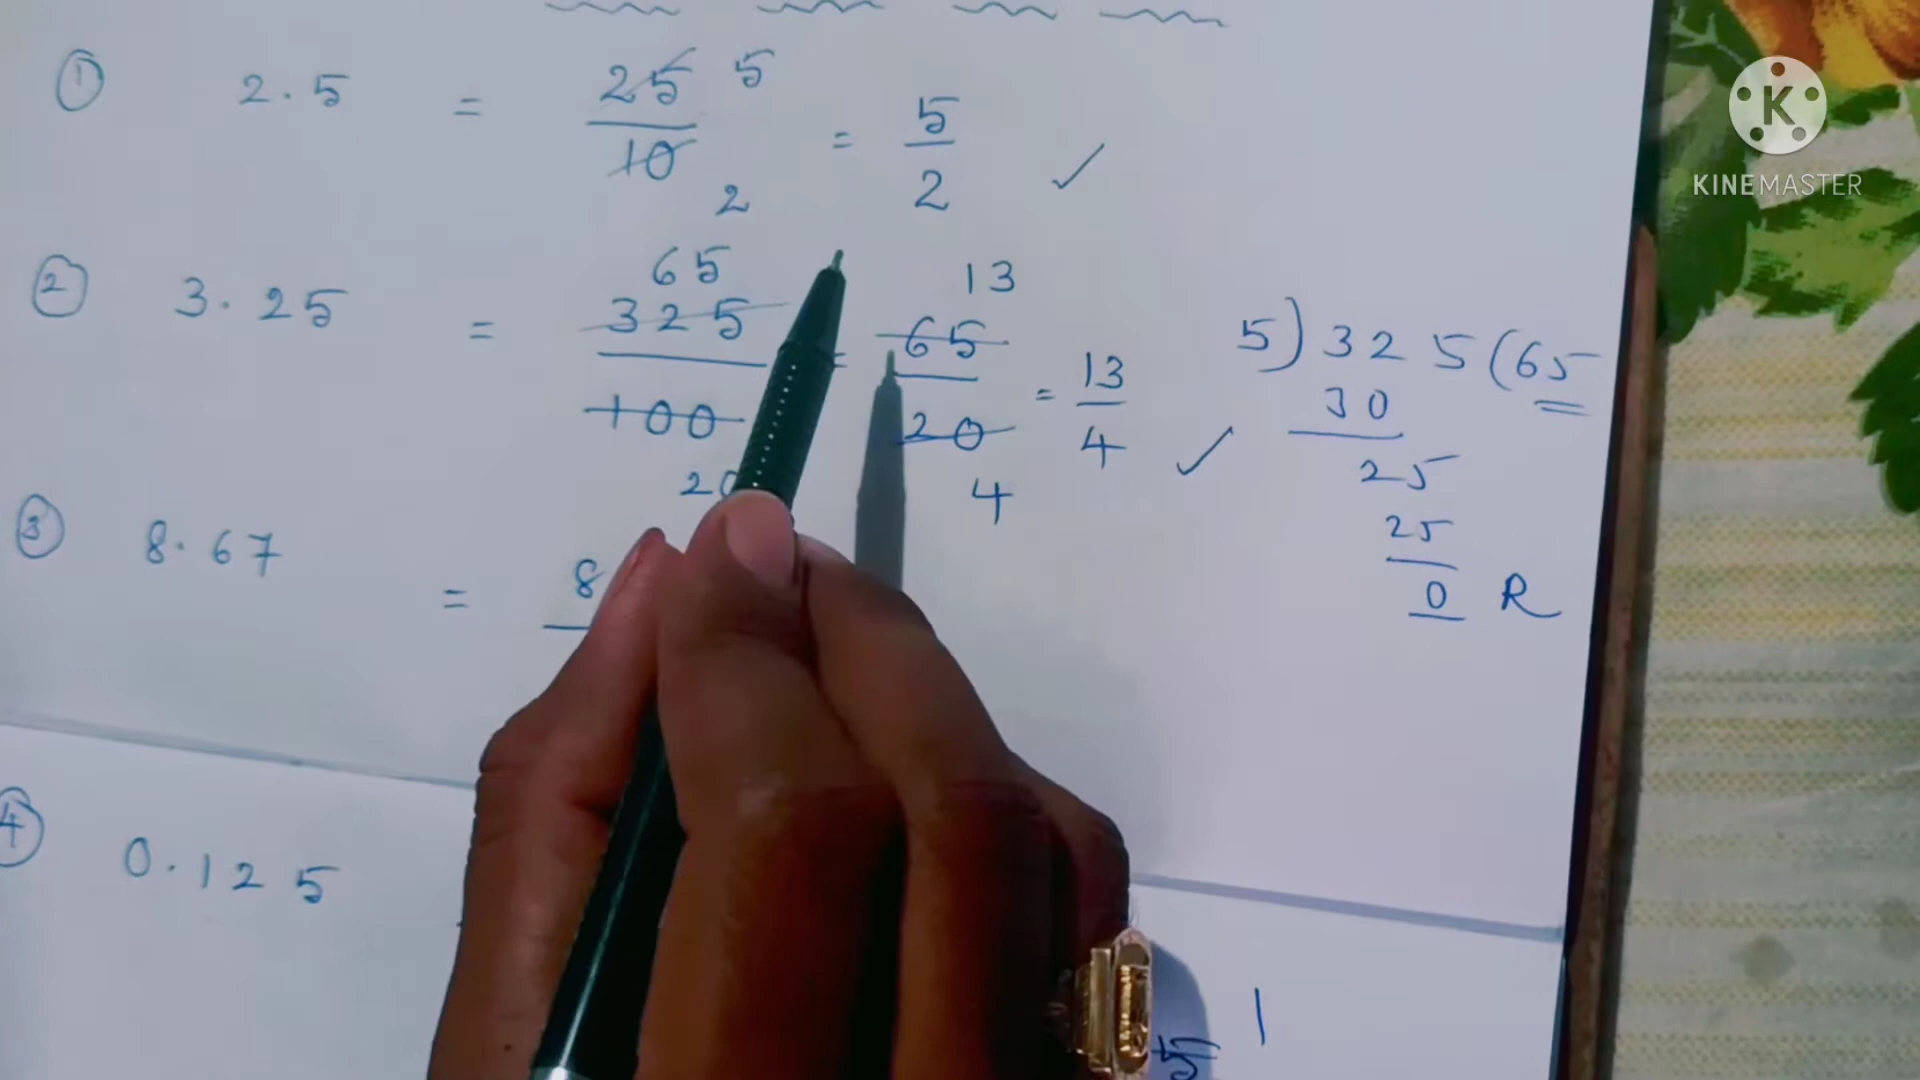 ① 2.5 = 25/10 5 2 = 5/2 ✓
② 3.25 = 65 325/100 = 13 65/20 4 = 13/4 ✓
5) 325 (65
30
25
25
0 R
③ 8.67 = 8
④ 0.125
5 1
K
KINEMASTER